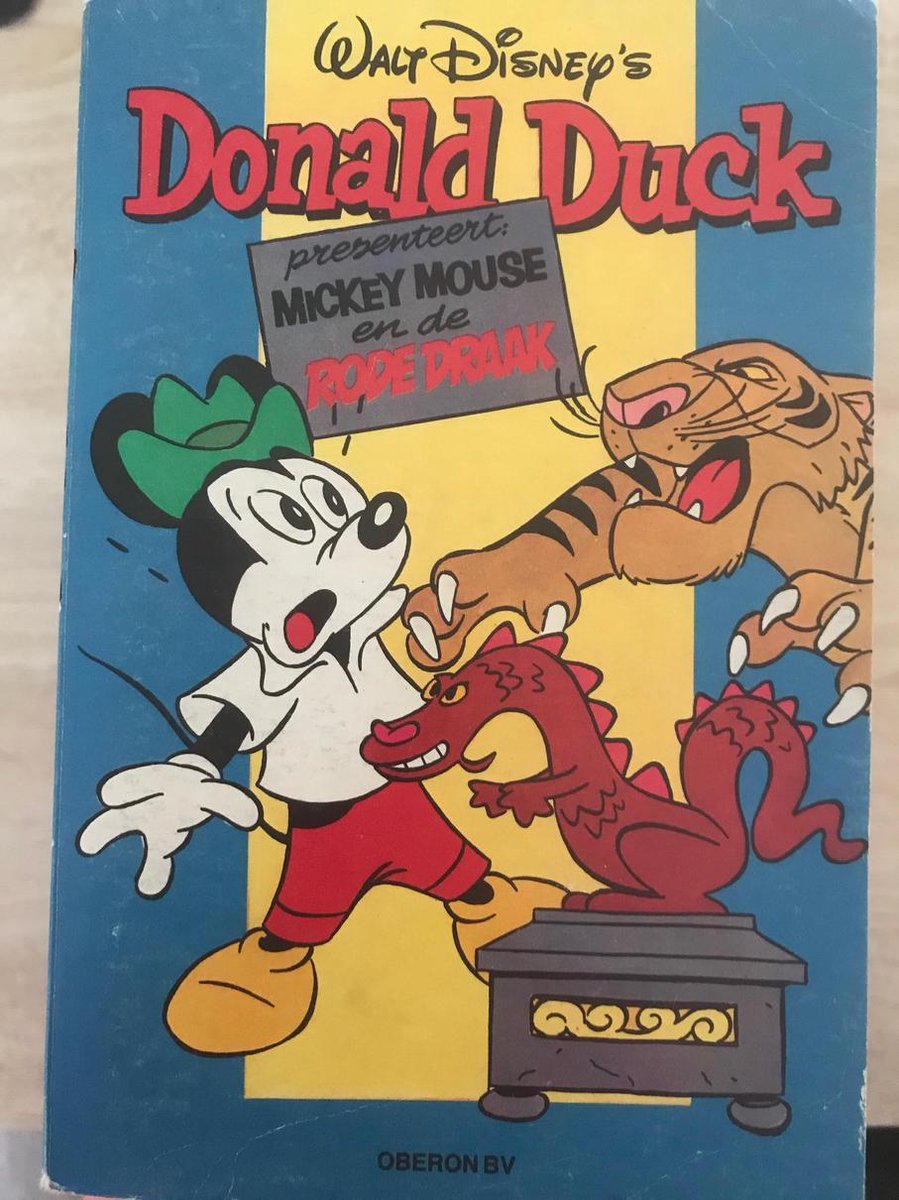 WALT DISNEY'S
Donald Duck
presenteert:
MICKEY MOUSE
en de
RODE DRAAK
OBERON BV